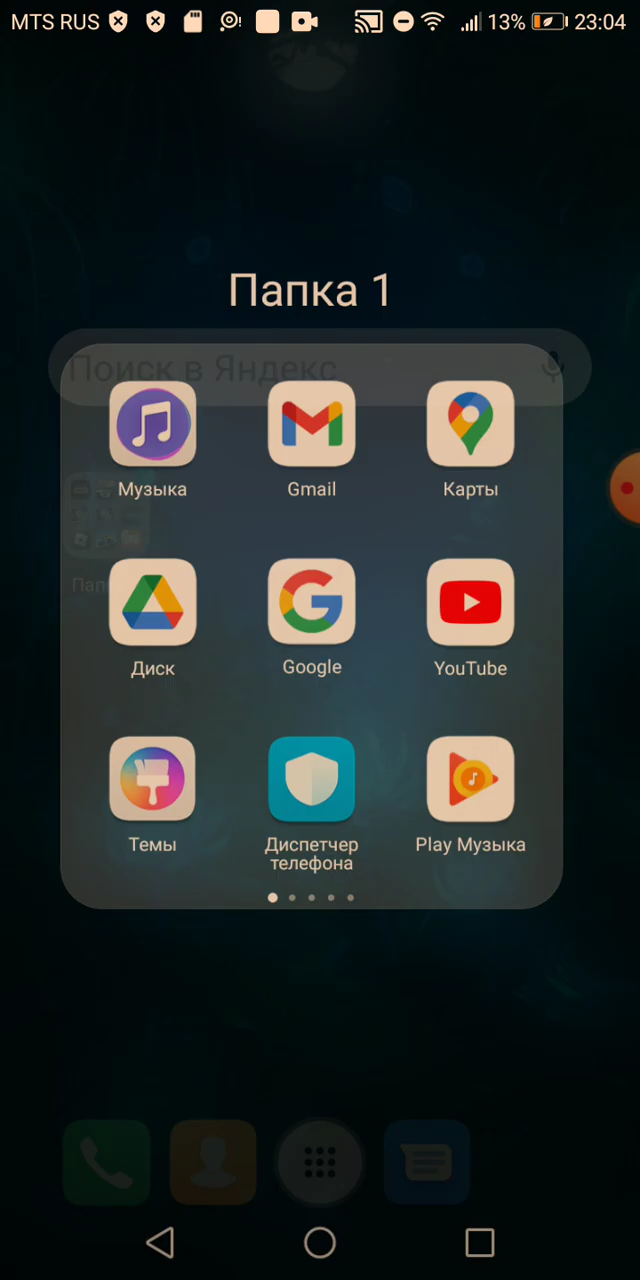 MTS RUS 13% 23:04
Папка 1
Поиск в Яндекс
Музыка Gmail Карты
Диск Google YouTube
Темы Диспетчер телефона Play Музыка